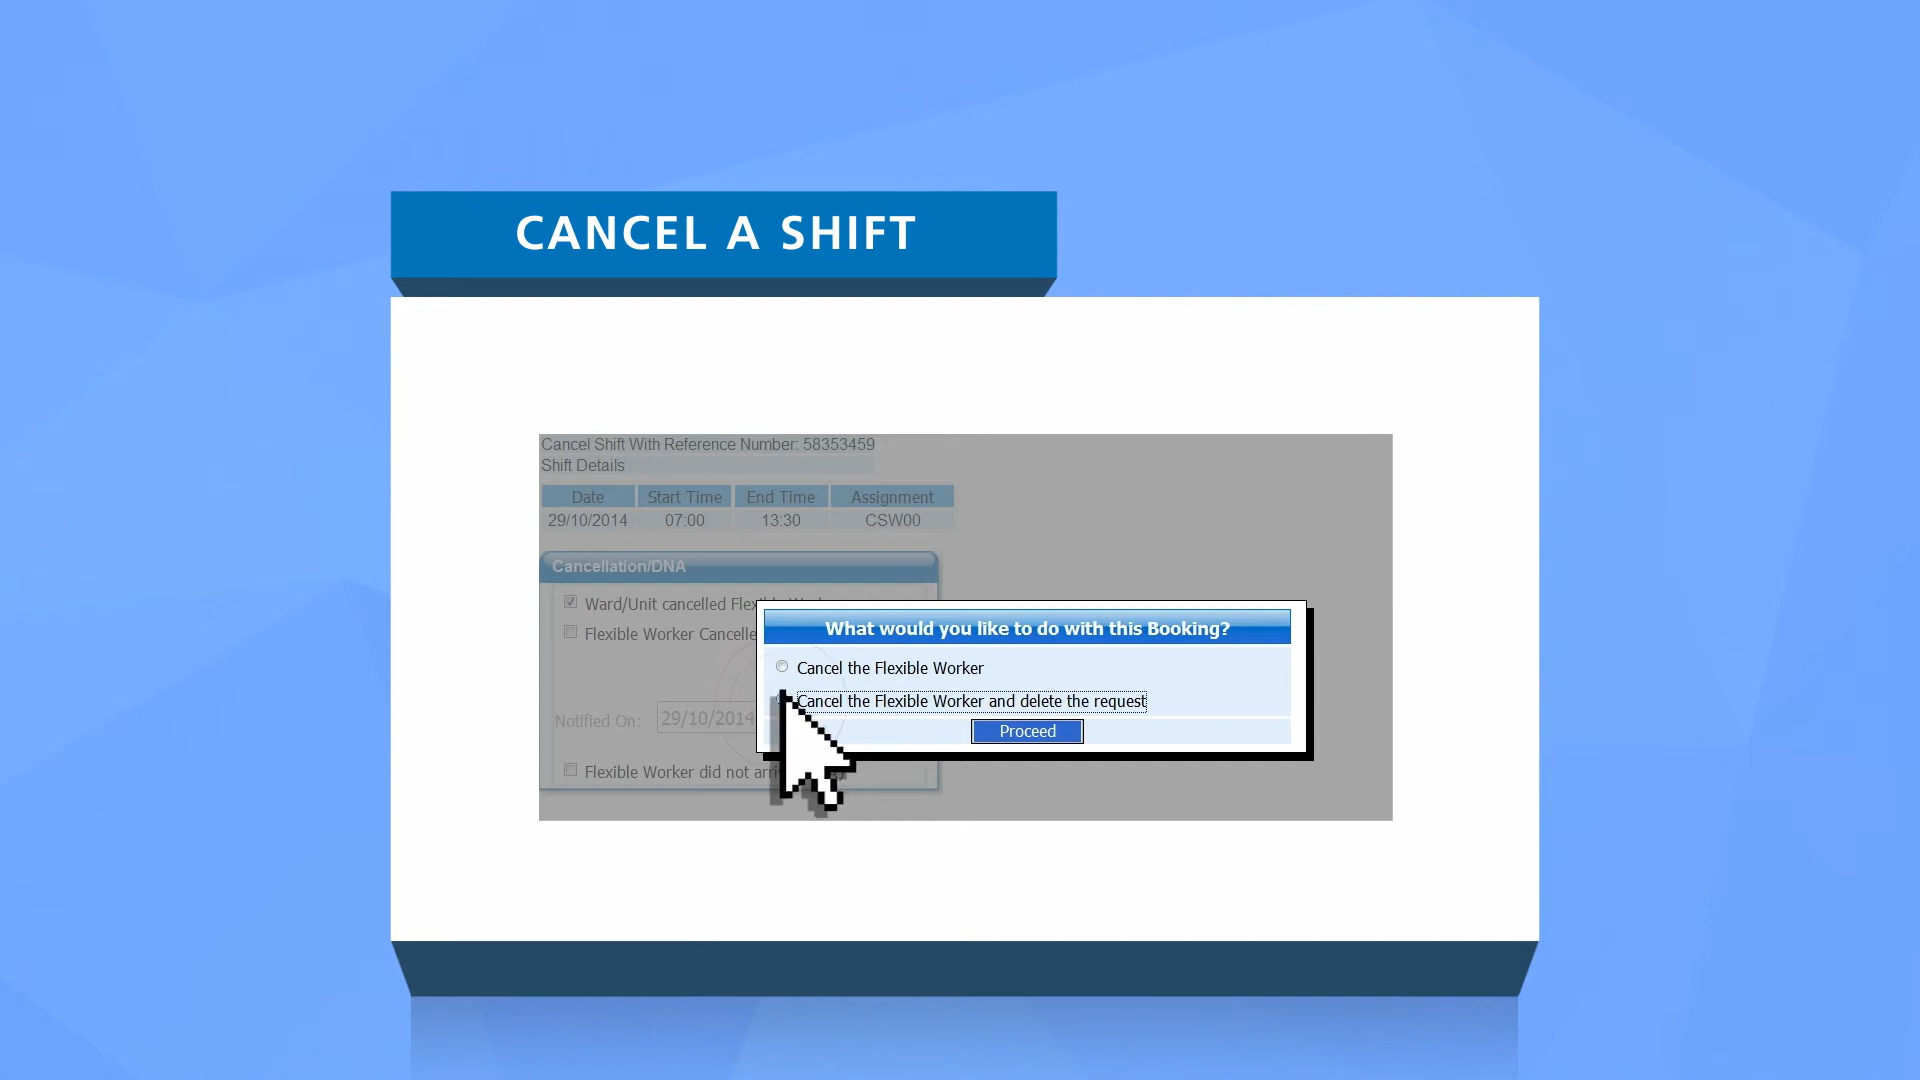 CANCEL A SHIFT
Cancel Shift With Reference Number: 58353459
Shift Details
Date Start Time End Time Assignment
29/10/2014 07:00 13:30 CSW00
Cancellation/DNA
Ward/Unit cancelled
Flexible Worker
What would you like to do with this Booking?
Cancel the Flexible Worker
Cancel the Flexible Worker and delete the request
Notified On: 29/10/2014
Proceed
Flexible Worker did not